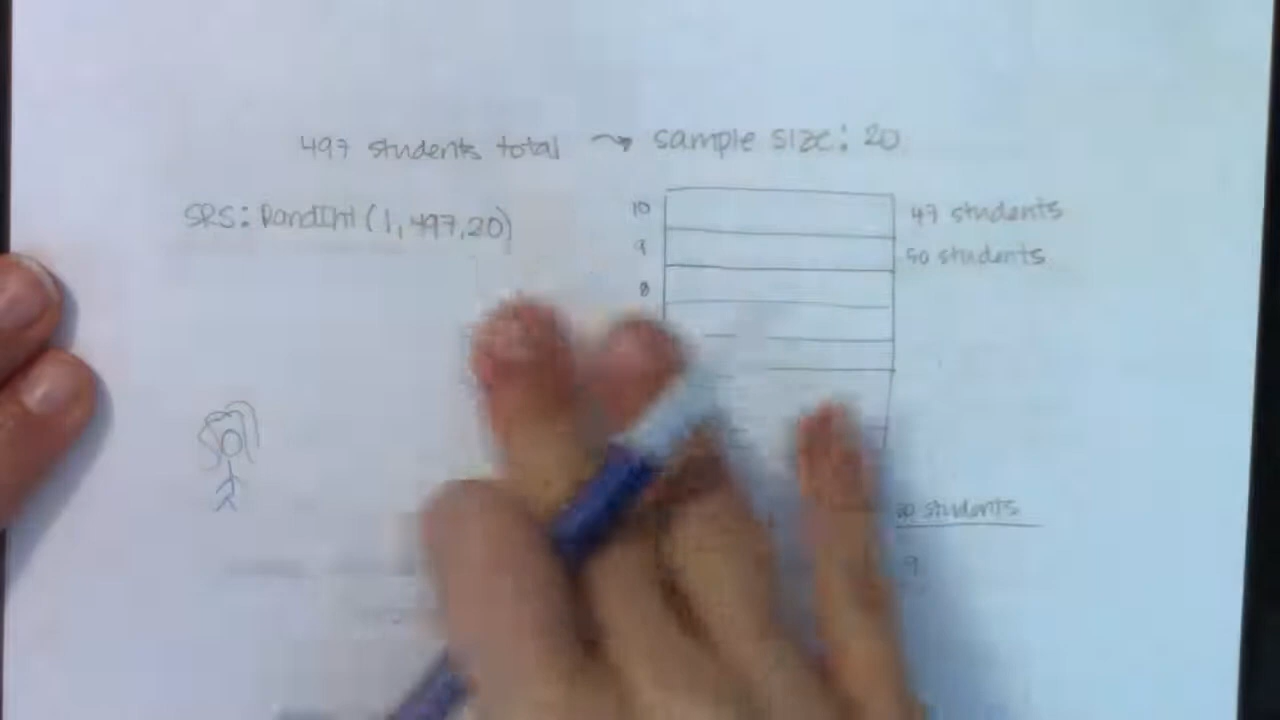 497 students total → sample size: 20
SRS: RandInt (1, 497, 20)
10
47 students
9
50 students
8
students